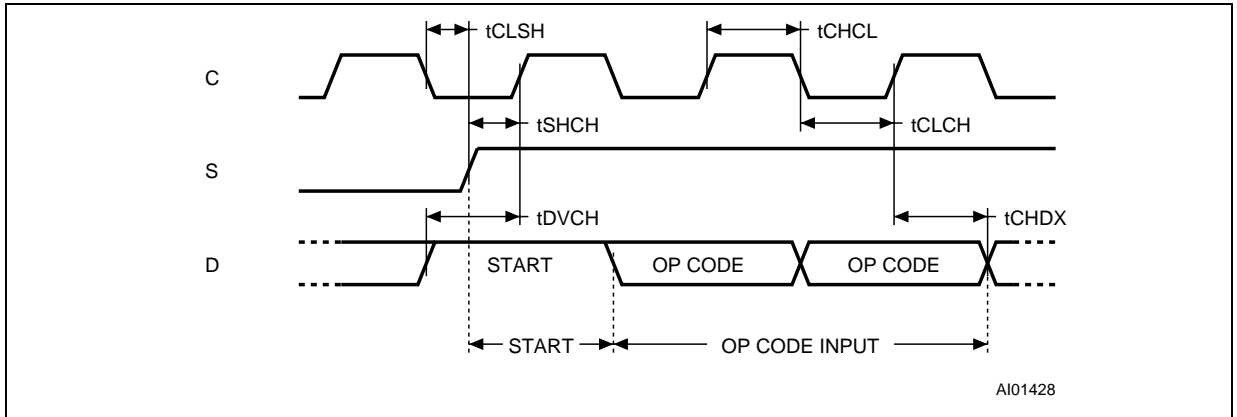 tCLSH tCHCL
C
tSHCH tCLCH
S
tDVCH tCHDX
D START OP CODE OP CODE
START OP CODE INPUT
AI01428